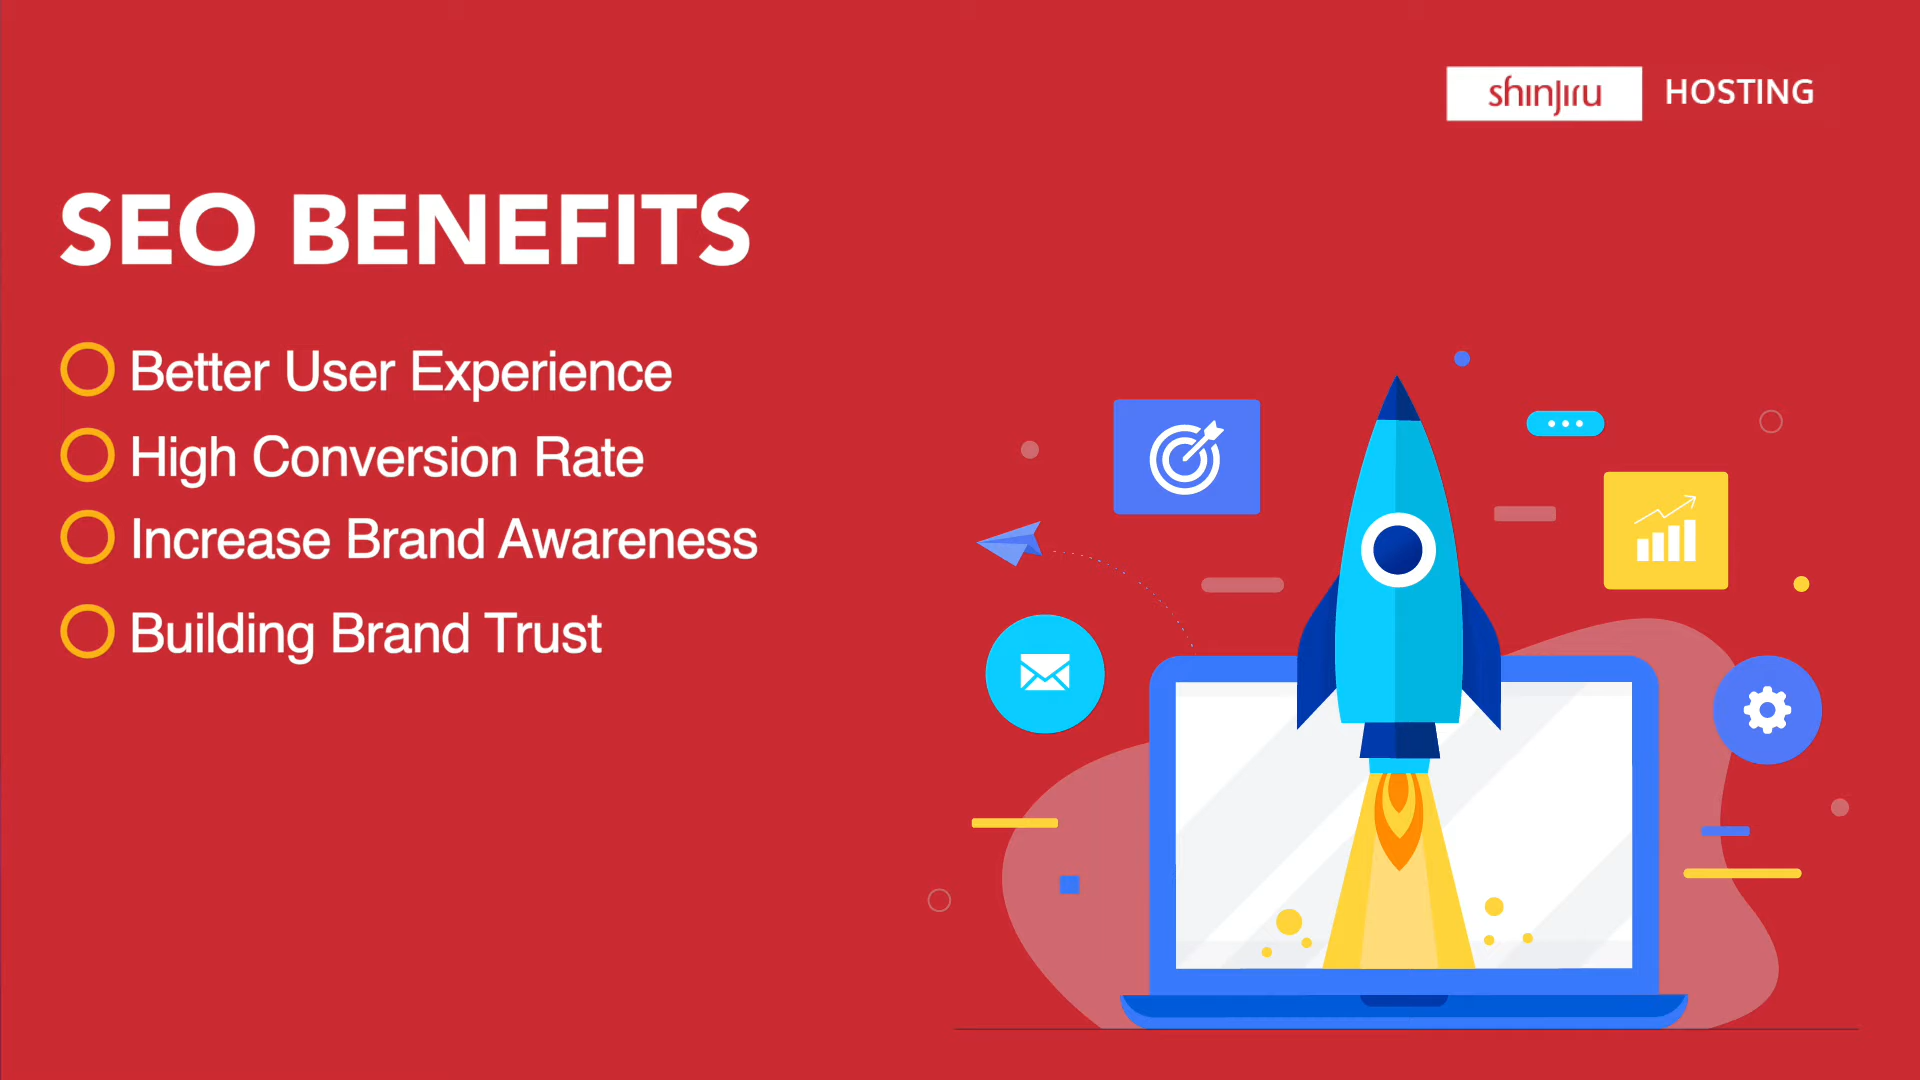 shinjiru HOSTING
SEO BENEFITS
Better User Experience
High Conversion Rate
Increase Brand Awareness
Building Brand Trust